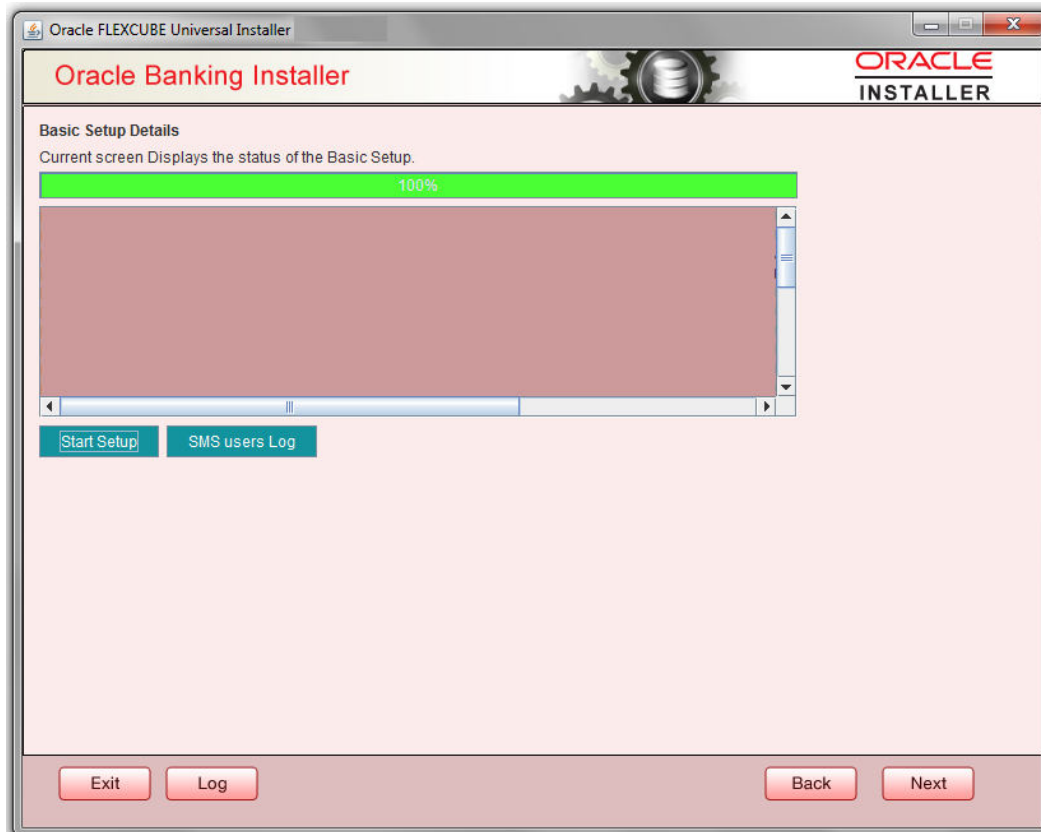 Oracle FLEXCUBE Universal Installer
Oracle Banking Installer
ORACLE
INSTALLER
Basic Setup Details
Current screen Displays the status of the Basic Setup.
100%
Start Setup
SMS users Log
Exit
Log
Back
Next